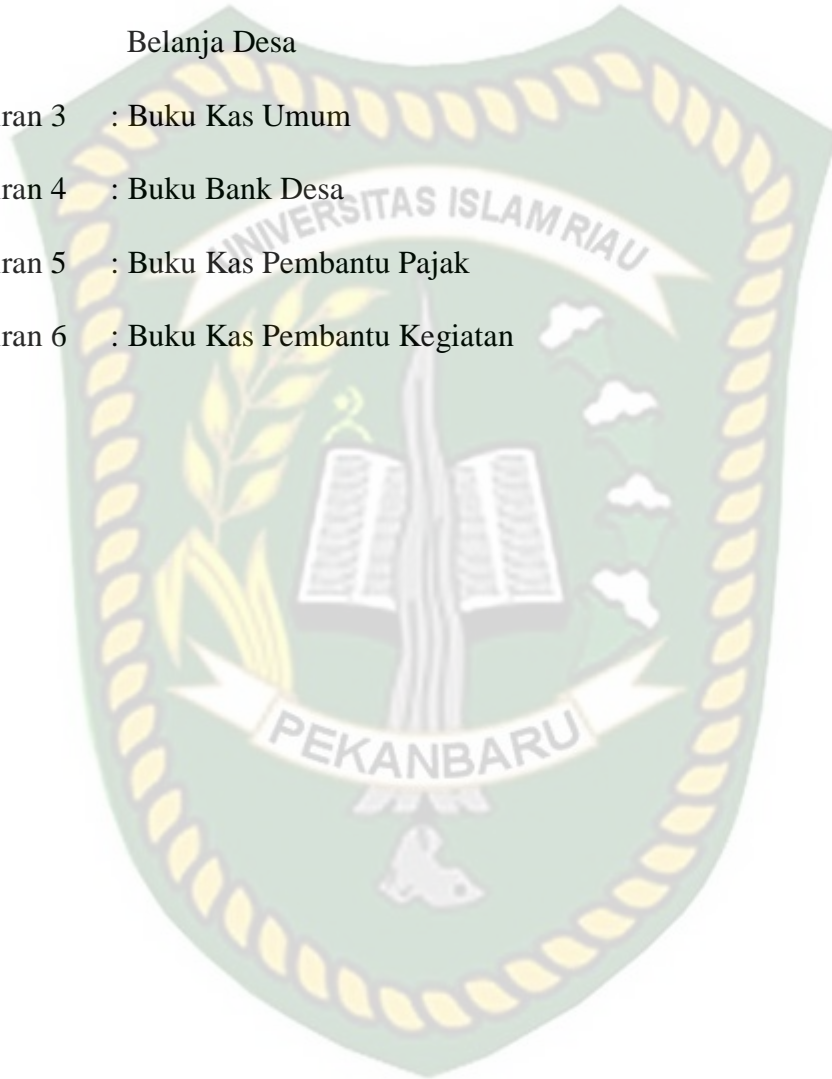 Belanja Desa
ran 3 : Buku Kas Umum
ran 4 : Buku Bank Desa
UNIVERSITAS ISLAM RIAU
ran 5 : Buku Kas Pembantu Pajak
ran 6 : Buku Kas Pembantu Kegiatan
PEKANBARU